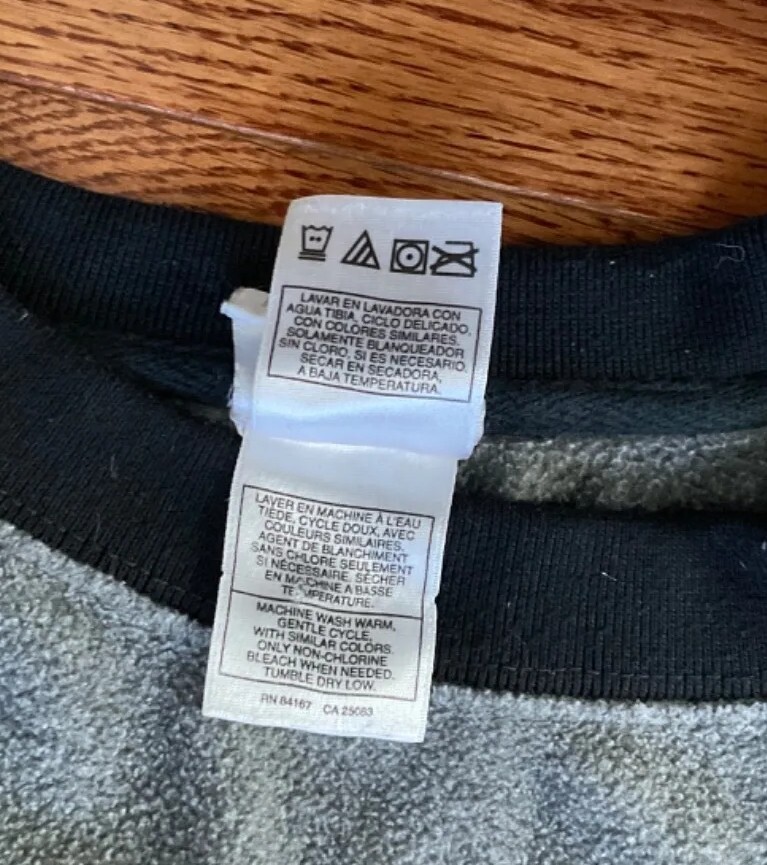 LAVAR EN LAVADORA CON
AGUA TIBIA, CICLO DELICADO,
CON COLORES SIMILARES.
SOLAMENTE BLANQUEADOR
SIN CLORO, SI ES NECESARIO.
SECAR EN SECADORA,
A BAJA TEMPERATURA.
LAVER EN MACHINE À L'EAU
TIEDE, CYCLE DOUX, AVEC
COULEURS SIMILAIRES.
AGENT DE BLANCHIMENT
SANS CHLORE SEULEMENT
SI NÉCESSAIRE. SÉCHER
EN MACHINE A BASSE
TEMPERATURE.
MACHINE WASH WARM,
GENTLE CYCLE,
WITH SIMILAR COLORS.
ONLY NON-CHLORINE
BLEACH WHEN NEEDED.
TUMBLE DRY LOW.
RN 84167 CA 25083